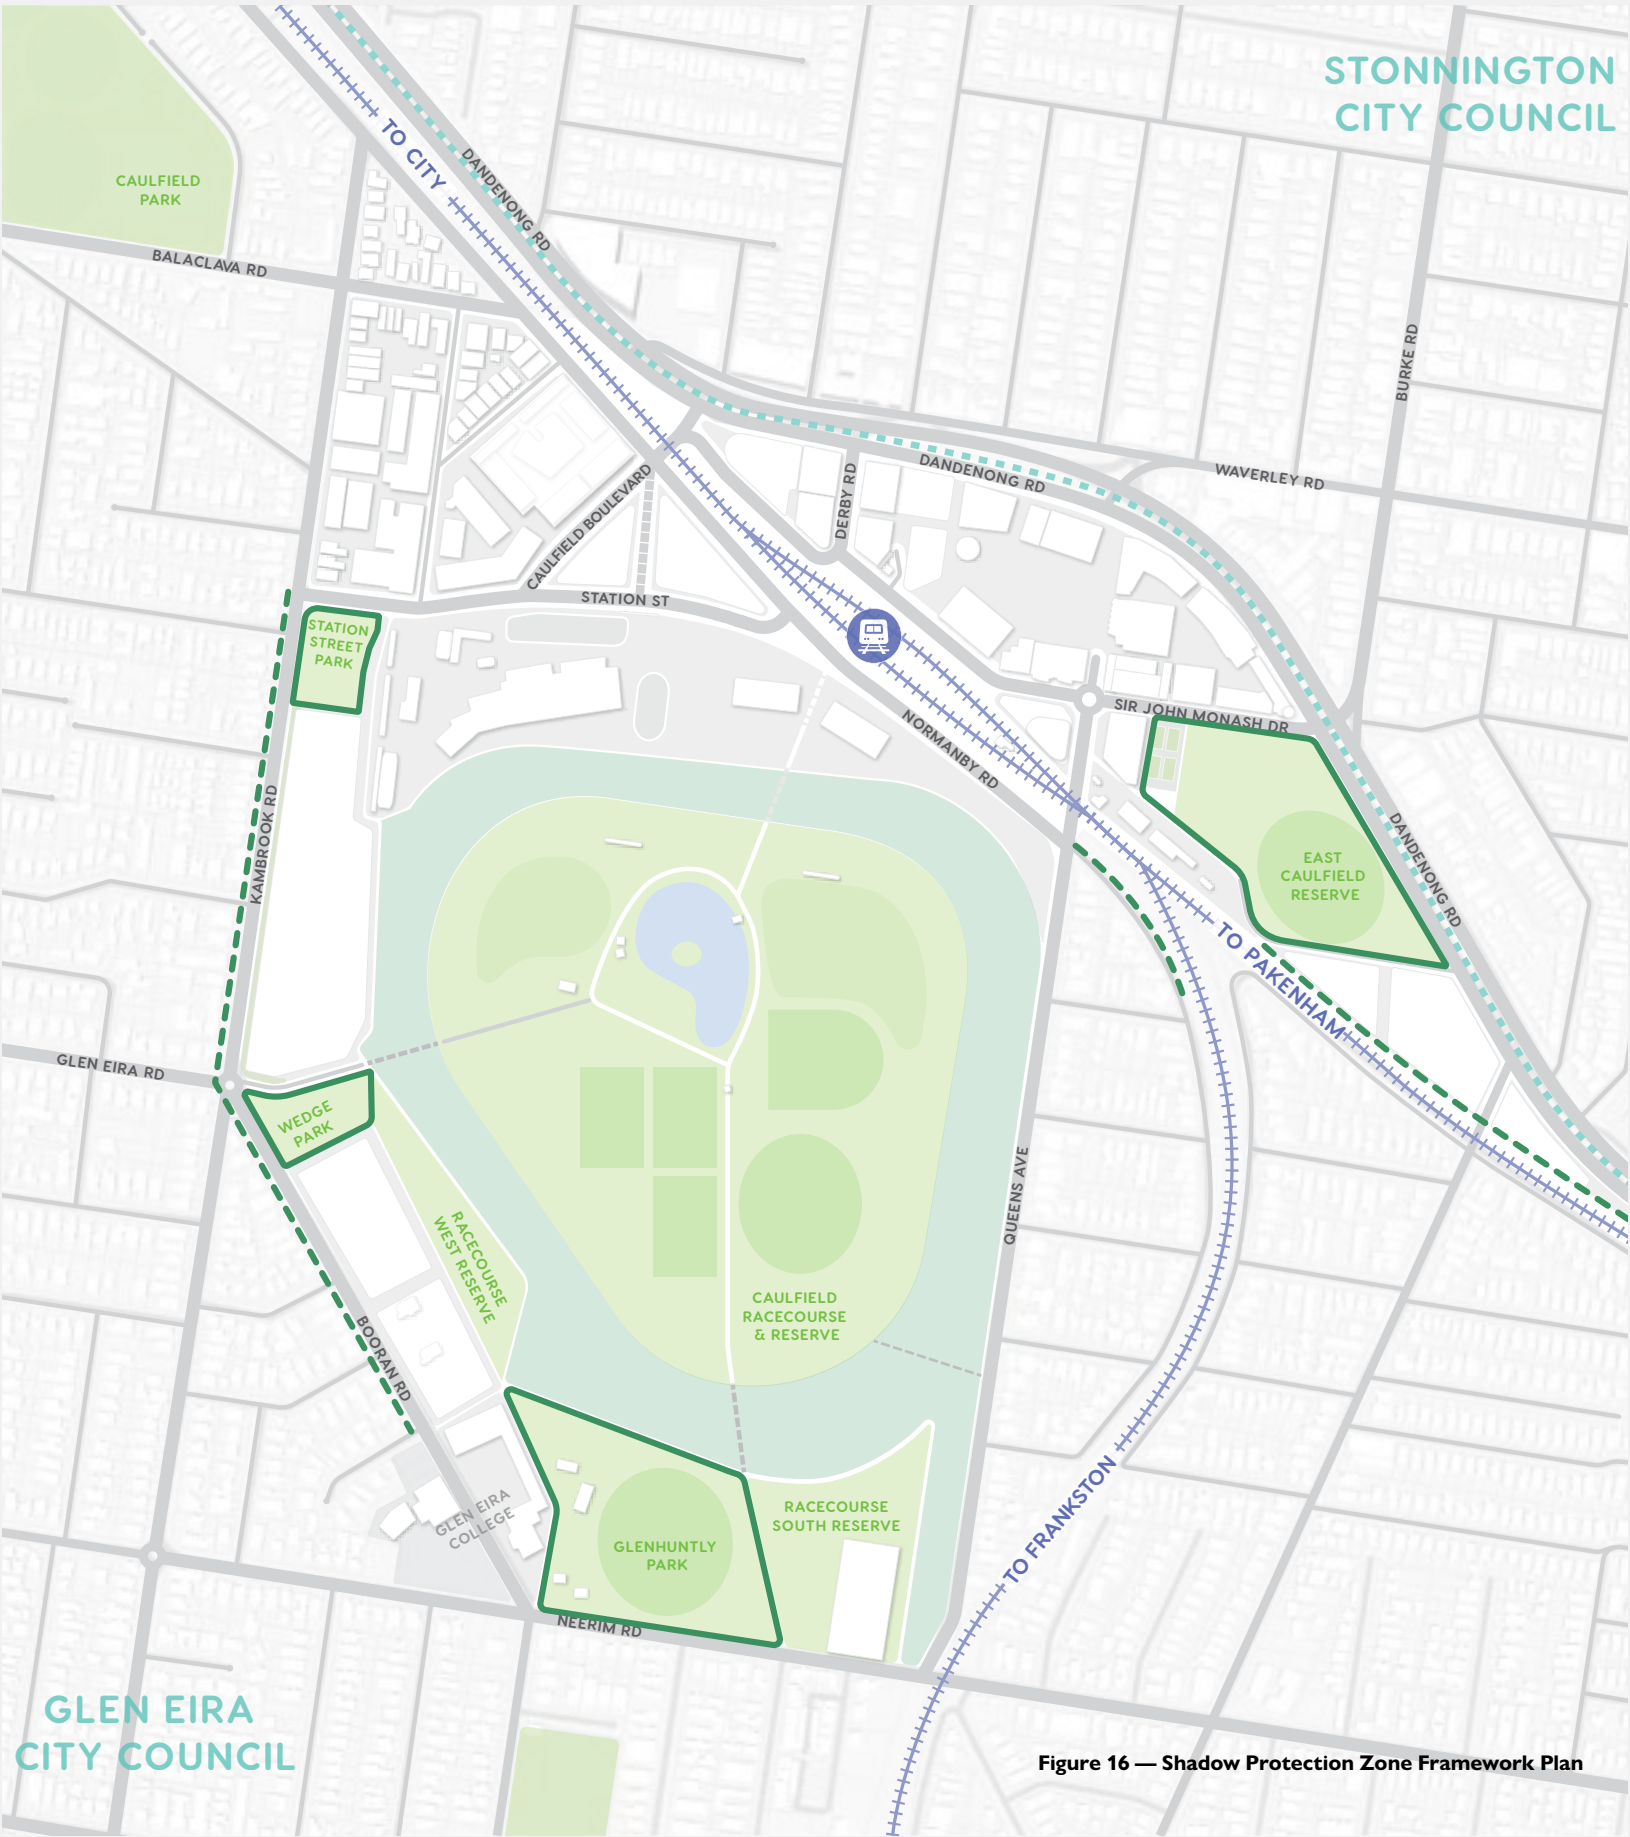 STONNINGTON
CITY COUNCIL
TO CITY
DANDENONG RD
CAULFIELD
PARK
BALACLAVA RD
BURKE RD
WAVERLEY RD
DANDENONG RD
DERBY RD
CAULFIELD BOULEVARD
STATION ST
STATION
STREET
PARK
SIR JOHN MONASH DR
NORMANBY RD
KAMBROOK RD
DANDENONG RD
EAST
CAULFIELD
RESERVE
TO PAKENHAM
GLEN EIRA RD
WEDGE
PARK
QUEENS AVE
RACECOURSE
WEST RESERVE
CAULFIELD
RACECOURSE
& RESERVE
BOORAN RD
GLEN EIRA
COLLEGE
RACECOURSE
SOUTH RESERVE
TO FRANKSTON
GLENHUNTLY
PARK
NEERIM RD
GLEN EIRA
CITY COUNCIL
Figure 16 — Shadow Protection Zone Framework Plan